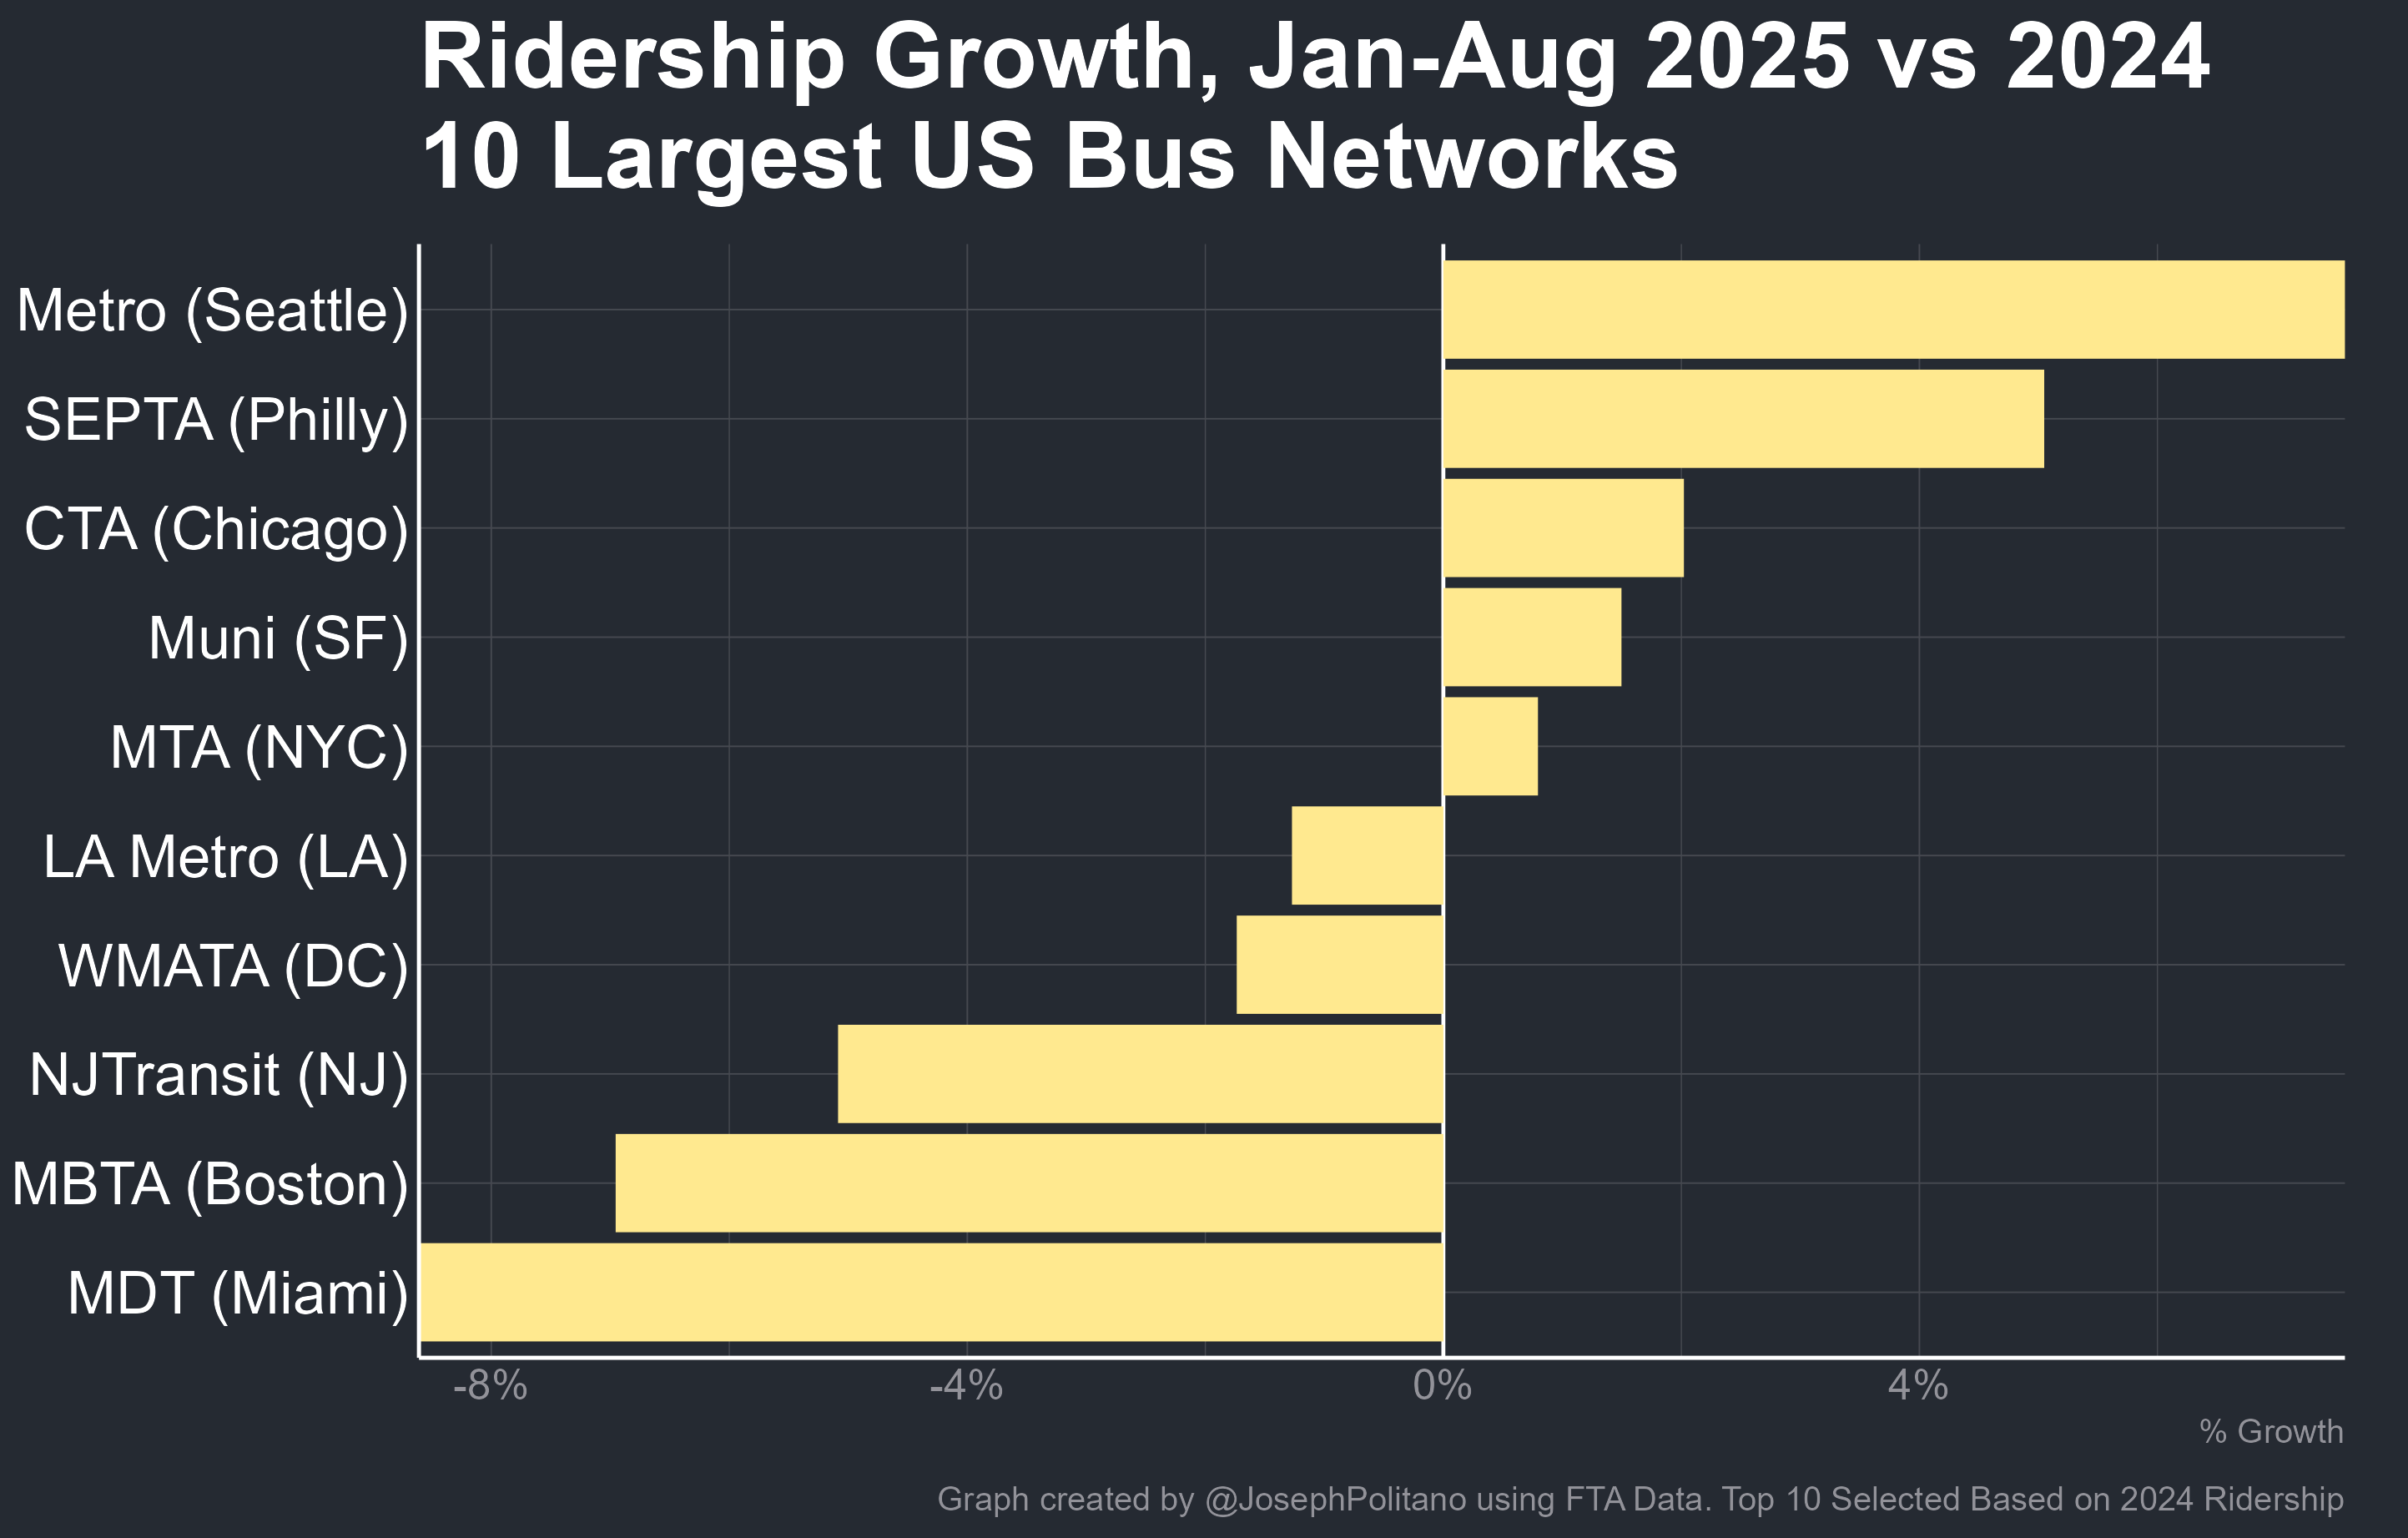 Ridership Growth, Jan-Aug 2025 vs 2024
10 Largest US Bus Networks
Metro (Seattle)
SEPTA (Philly)
CTA (Chicago)
Muni (SF)
MTA (NYC)
LA Metro (LA)
WMATA (DC)
NJTransit (NJ)
MBTA (Boston)
MDT (Miami)
-8% -4% 0% 4%
% Growth
Graph created by @JosephPolitano using FTA Data. Top 10 Selected Based on 2024 Ridership